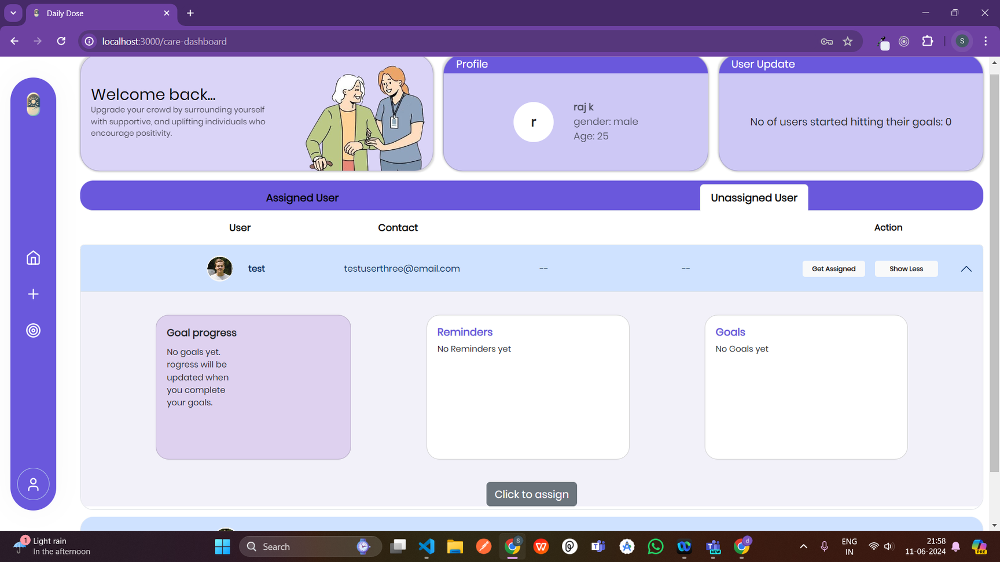 Daily Dose
localhost:3000/care-dashboard
S
Welcome back...
Upgrade your crowd by surrounding yourself
with supportive, and uplifting individuals who
encourage positivity.
Profile
r
raj k
gender: male
Age: 25
User Update
No of users started hitting their goals: 0
Assigned User
Unassigned User
User
Contact
Action
test
testuserthree@email.com
--
--
Get Assigned
Show Less
Goal progress
No goals yet.
rogress will be
updated when
you complete
your goals.
Reminders
No Reminders yet
Goals
No Goals yet
Click to assign
1
Light rain
In the afternoon
Search
S
W
NEW
d
ENG
IN
21:58
11-06-2024
PRE